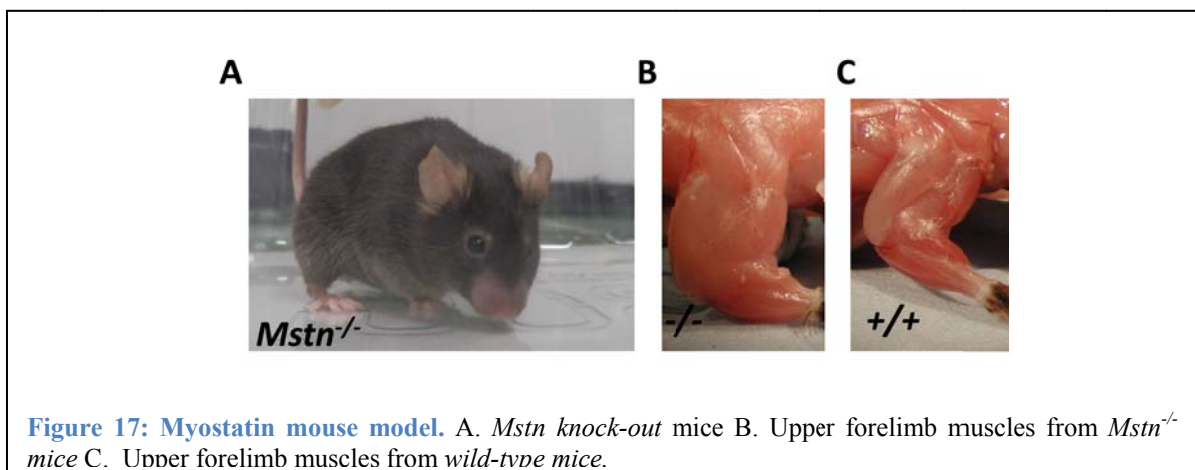 A B C
Mstn-/-
-/-
+/+
Figure 17: Myostatin mouse model. A. Mstn knock-out mice B. Upper forelimb muscles from Mstn-/-
mice C. Upper forelimb muscles from wild-type mice.